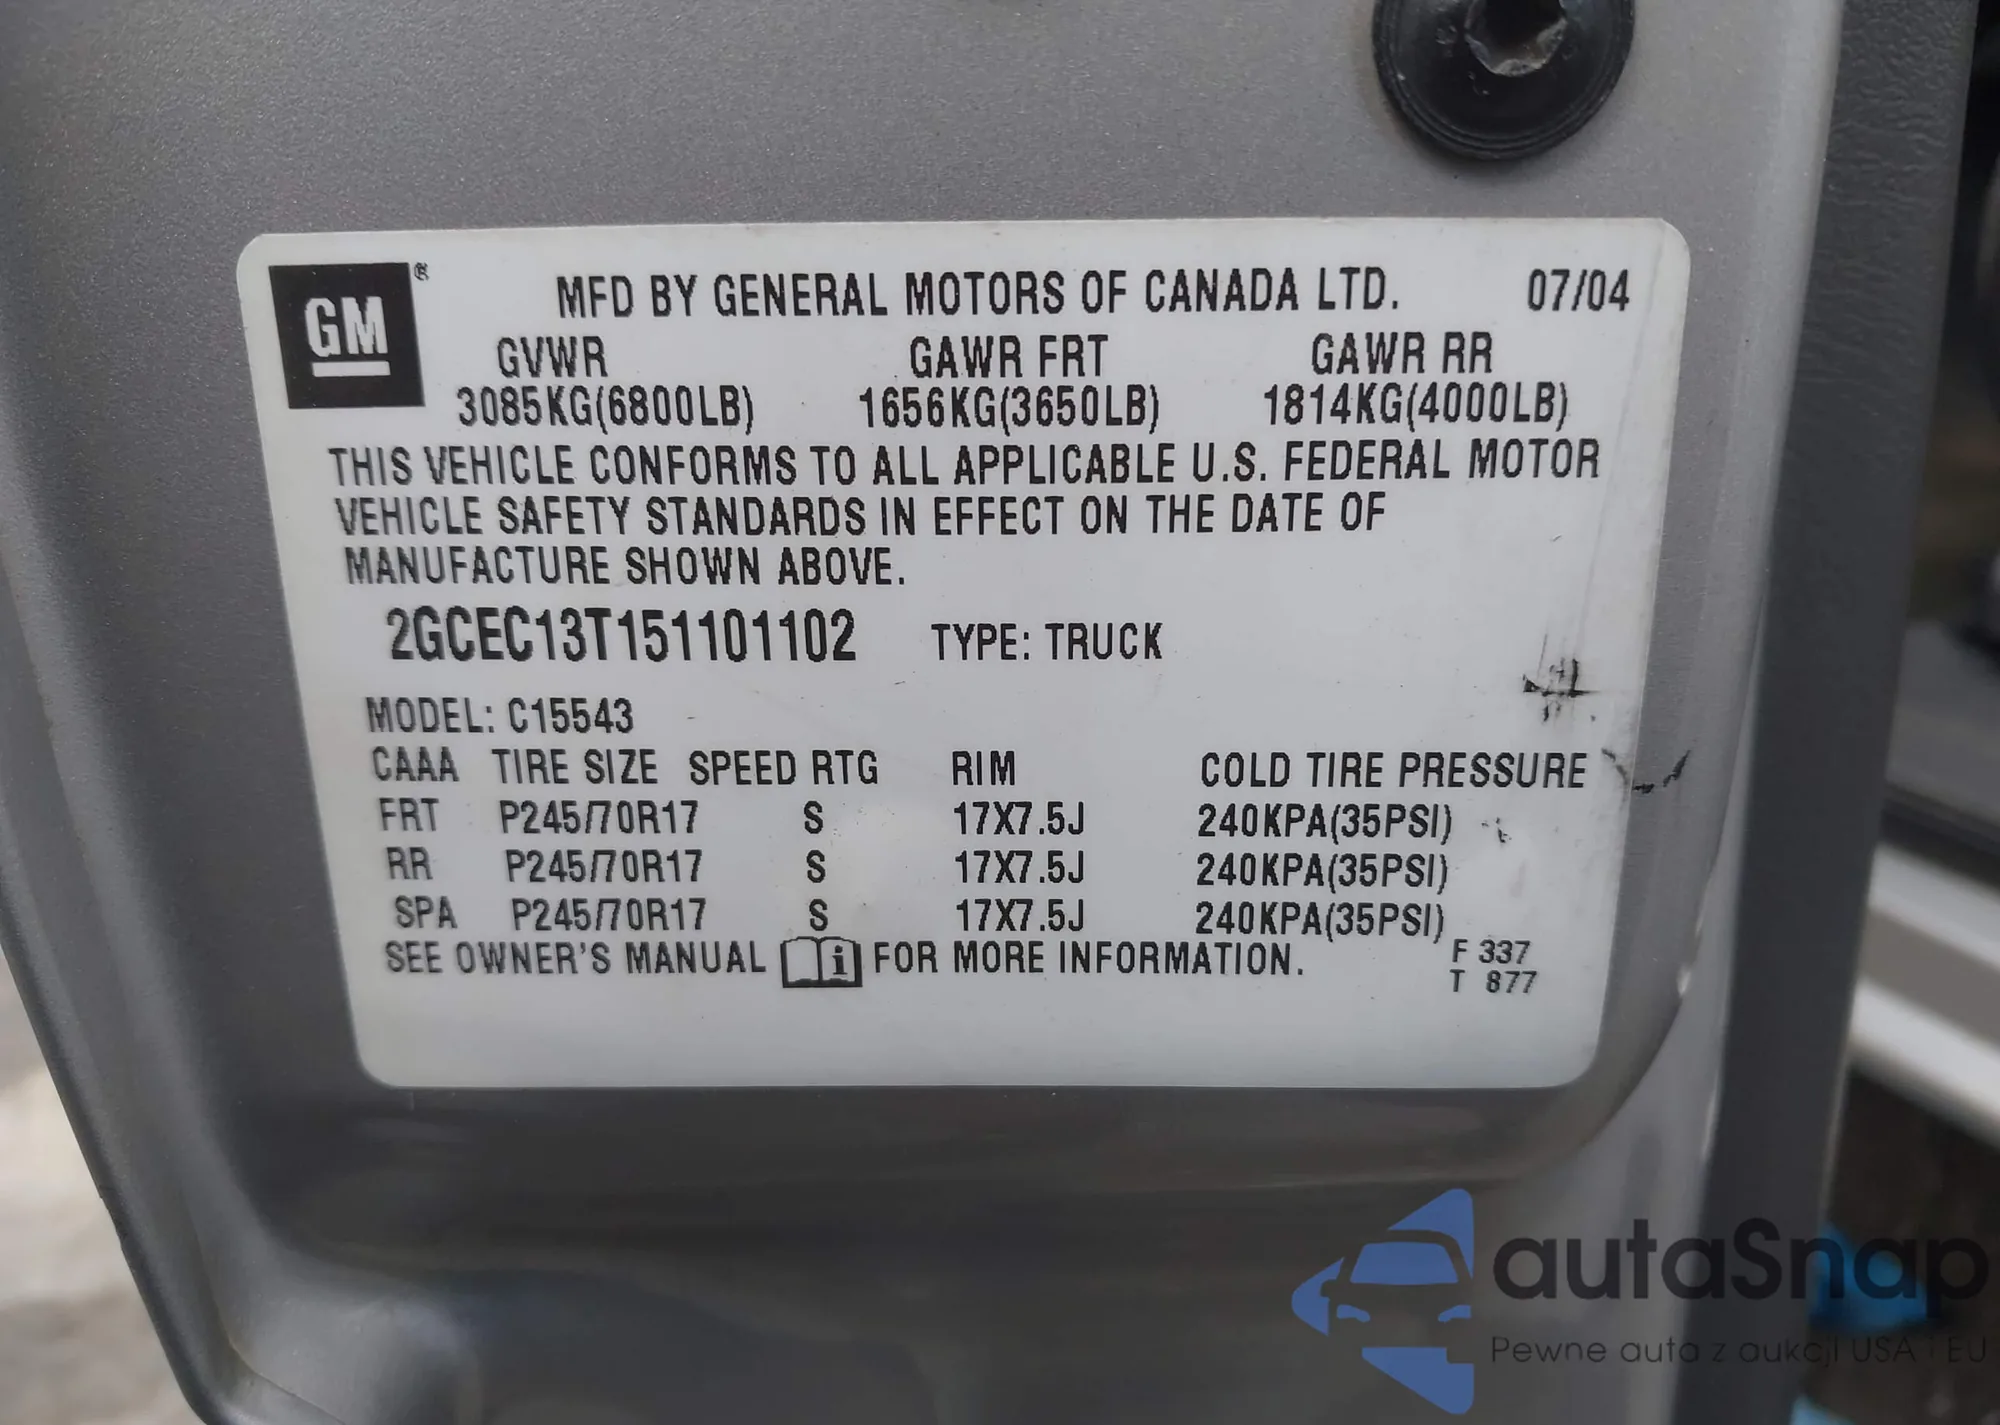 GM®
MFD BY GENERAL MOTORS OF CANADA LTD. 07/04
GVWR GAWR FRT GAWR RR
3085KG(6800LB) 1656KG(3650LB) 1814KG(4000LB)
THIS VEHICLE CONFORMS TO ALL APPLICABLE U.S. FEDERAL MOTOR
VEHICLE SAFETY STANDARDS IN EFFECT ON THE DATE OF
MANUFACTURE SHOWN ABOVE.
2GCEC13T151101102 TYPE: TRUCK
MODEL: C15543
CAAA TIRE SIZE SPEED RTG RIM COLD TIRE PRESSURE
FRT P245/70R17 S 17X7.5J 240KPA(35PSI)
RR P245/70R17 S 17X7.5J 240KPA(35PSI)
SPA P245/70R17 S 17X7.5J 240KPA(35PSI)
SEE OWNER'S MANUAL i FOR MORE INFORMATION.
F 337
T 877
autaSnap
Pewne auta z aukcji USA i EU